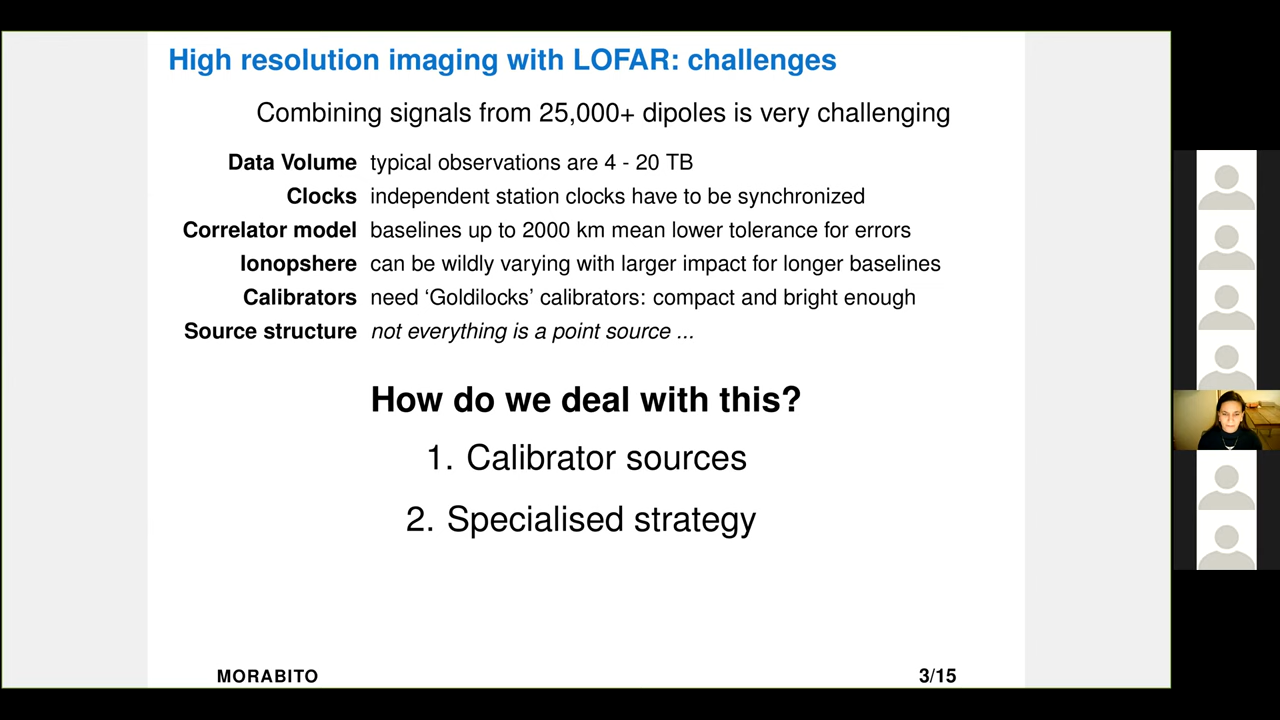 High resolution imaging with LOFAR: challenges
Combining signals from 25,000+ dipoles is very challenging
Data Volume typical observations are 4 - 20 TB
Clocks independent station clocks have to be synchronized
Correlator model baselines up to 2000 km mean lower tolerance for errors
Ionopshere can be wildly varying with larger impact for longer baselines
Calibrators need ‘Goldilocks’ calibrators: compact and bright enough
Source structure not everything is a point source ...
How do we deal with this?
1. Calibrator sources
2. Specialised strategy
MORABITO 3/15